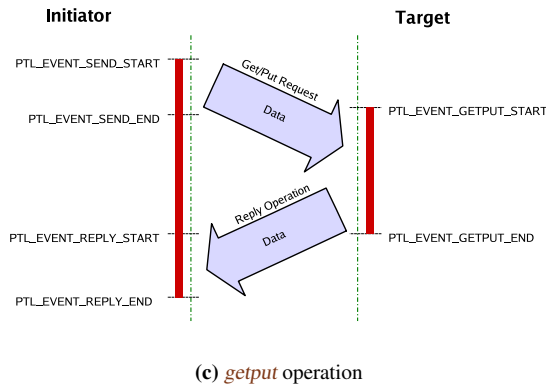 Initiator
Target
PTL_EVENT_SEND_START
Get/Put Request
Data
PTL_EVENT_GETPUT_START
PTL_EVENT_SEND_END
Reply Operation
Data
PTL_EVENT_REPLY_START
PTL_EVENT_GETPUT_END
PTL_EVENT_REPLY_END
(c) getput operation